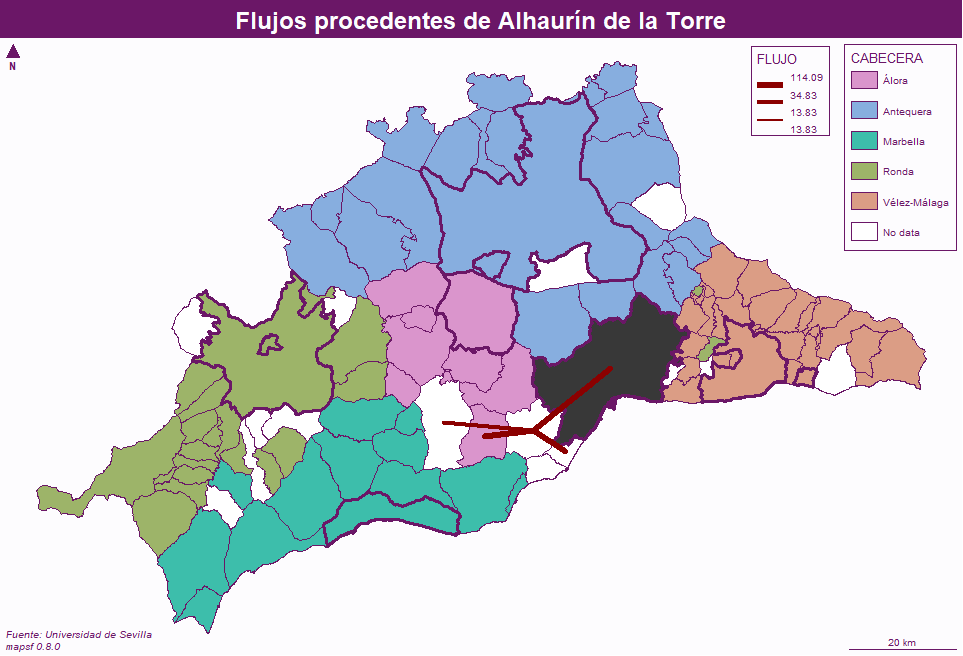 Flujos procedentes de Alhaurín de la Torre
N
FLUJO
114.09
34.83
13.83
13.83
CABECERA
Álora
Antequera
Marbella
Ronda
Vélez-Málaga
No data
Fuente: Universidad de Sevilla
mapsf 0.8.0
20 km